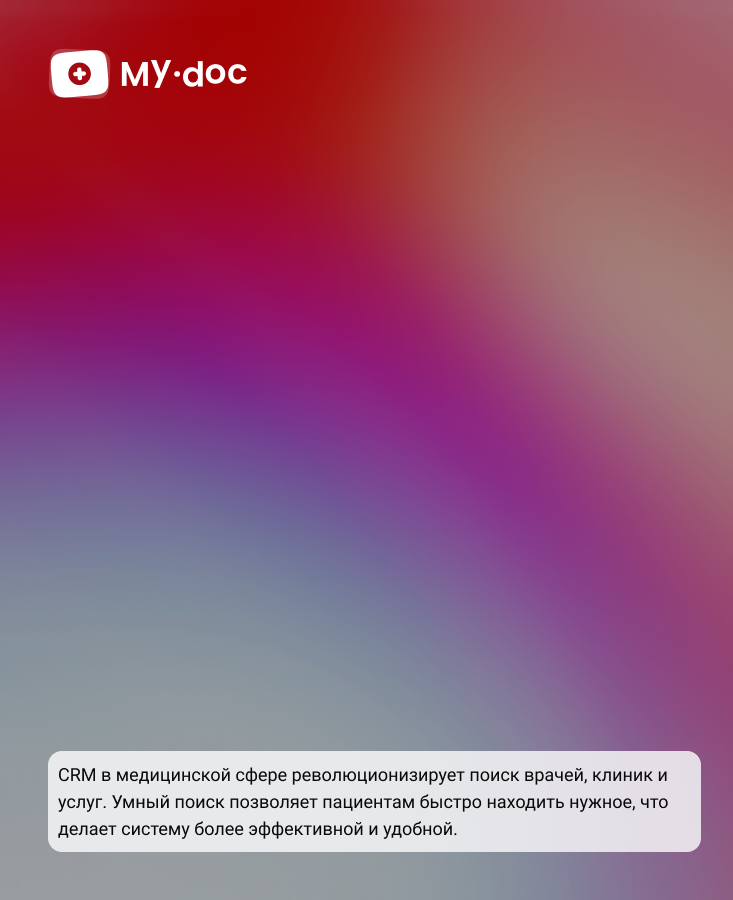 My·doc
CRM в медицинской сфере революционизирует поиск врачей, клиник и
услуг. Умный поиск позволяет пациентам быстро находить нужное, что
делает систему более эффективной и удобной.